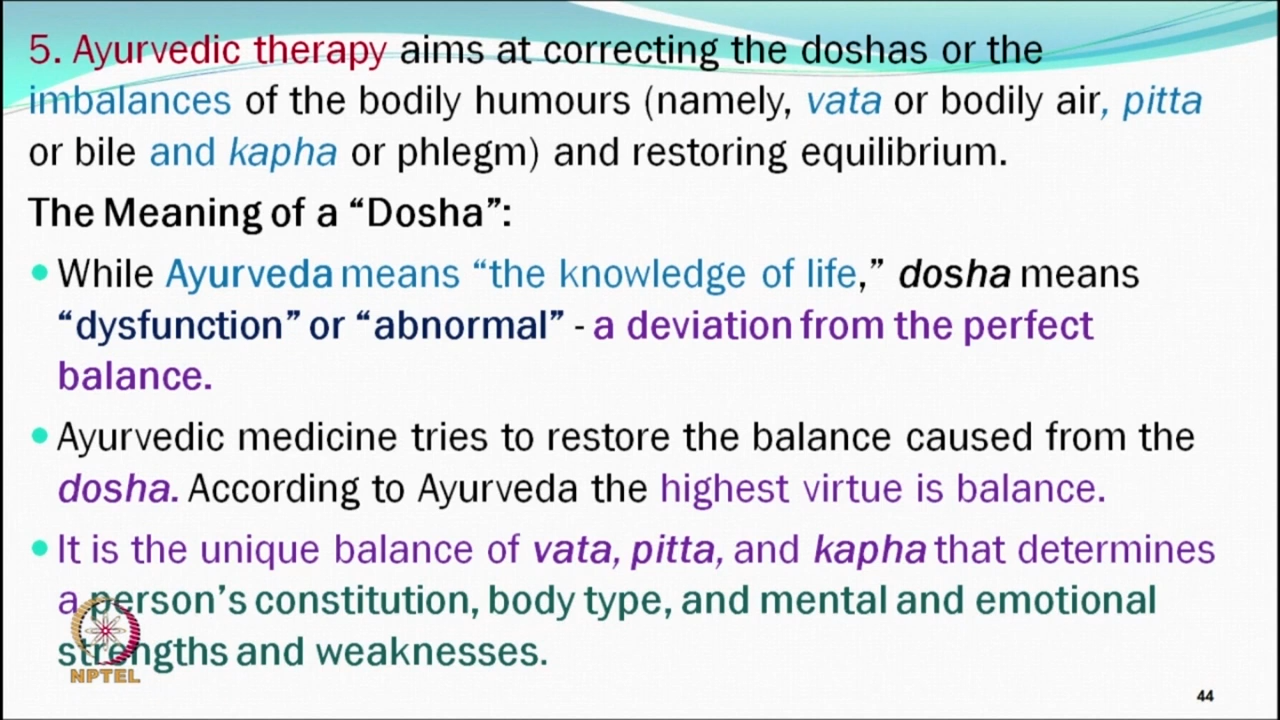 5. Ayurvedic therapy aims at correcting the doshas or the
imbalances of the bodily humours (namely, vata or bodily air, pitta
or bile and kapha or phlegm) and restoring equilibrium.
The Meaning of a “Dosha”:
• While Ayurveda means “the knowledge of life,” dosha means
“dysfunction” or “abnormal” - a deviation from the perfect
balance.
• Ayurvedic medicine tries to restore the balance caused from the
dosha. According to Ayurveda the highest virtue is balance.
• It is the unique balance of vata, pitta, and kapha that determines
a person’s constitution, body type, and mental and emotional
strengths and weaknesses.
NPTEL
44